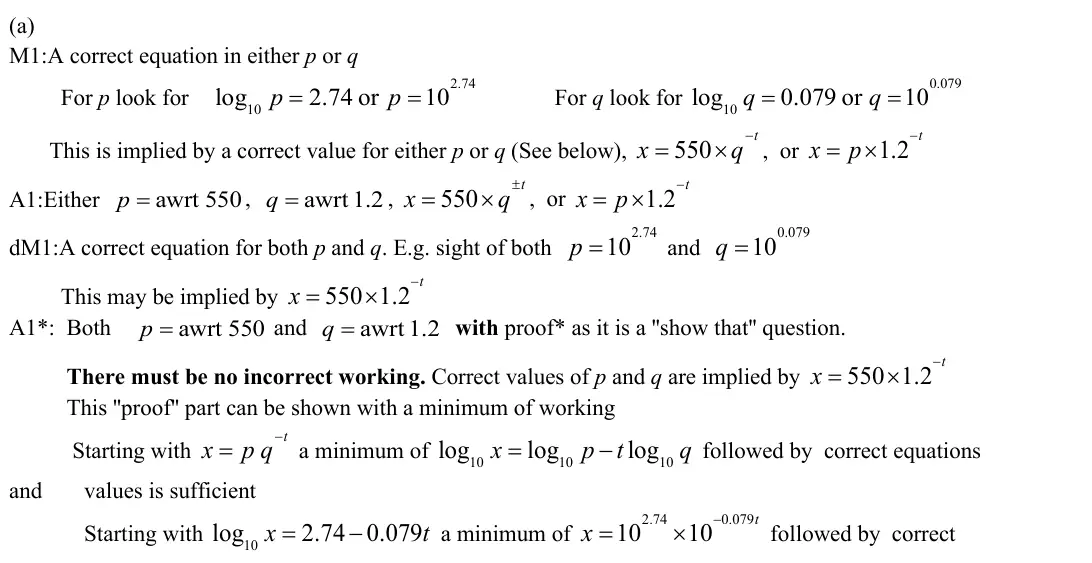 (a)
M1:A correct equation in either p or q
For p look for log₁₀ p = 2.74 or p = 10^2.74 For q look for log₁₀ q = 0.079 or q = 10^0.079
This is implied by a correct value for either p or q (See below), x = 550×q^−t, or x = p×1.2^−t
A1:Either p = awrt 550, q = awrt 1.2, x = 550×q^±t, or x = p×1.2^−t
dM1:A correct equation for both p and q. E.g. sight of both p = 10^2.74 and q = 10^0.079
This may be implied by x = 550×1.2^−t
A1*: Both p = awrt 550 and q = awrt 1.2 with proof* as it is a "show that" question.
There must be no incorrect working. Correct values of p and q are implied by x = 550×1.2^−t
This "proof" part can be shown with a minimum of working
Starting with x = p q^−t a minimum of log₁₀ x = log₁₀ p − t log₁₀ q followed by correct equations
and values is sufficient
Starting with log₁₀ x = 2.74 − 0.079t a minimum of x = 10^2.74 × 10^−0.079t followed by correct